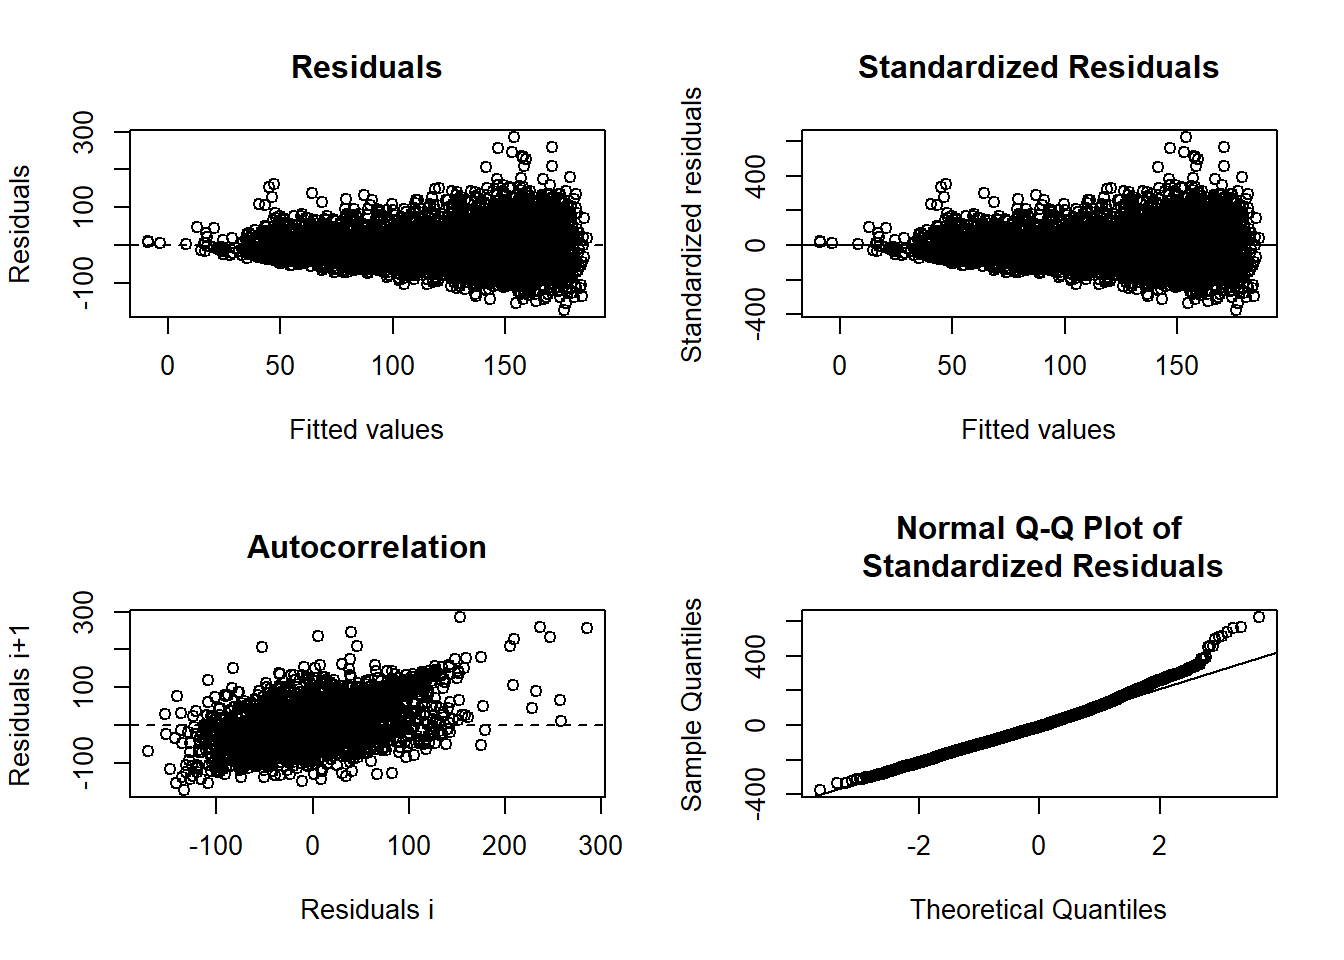 Residuals
Residuals
300
100
-100
0 50 100 150
Fitted values
Standardized Residuals
Standardized residuals
400
0
-400
0 50 100 150
Fitted values
Autocorrelation
Residuals i+1
300
100
-100
-100 0 100 200 300
Residuals i
Normal Q-Q Plot of
Standardized Residuals
Sample Quantiles
400
0
-400
-2 0 2
Theoretical Quantiles